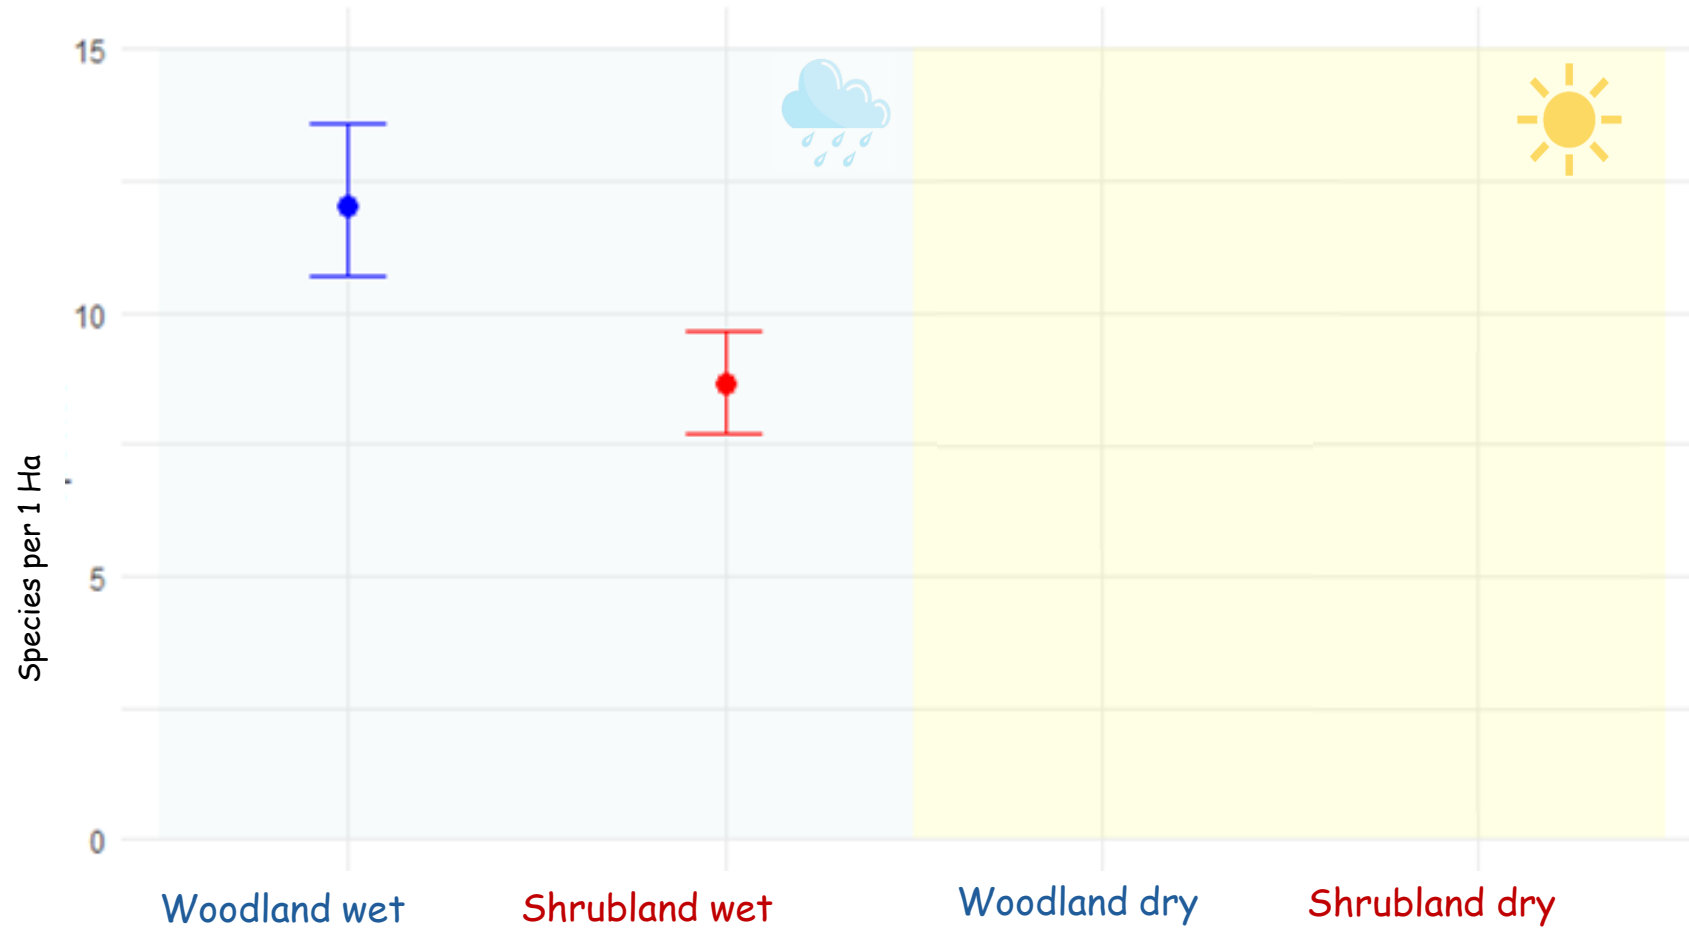 15
10
5
0
Species per 1 Ha
Woodland wet
Shrubland wet
Woodland dry
Shrubland dry